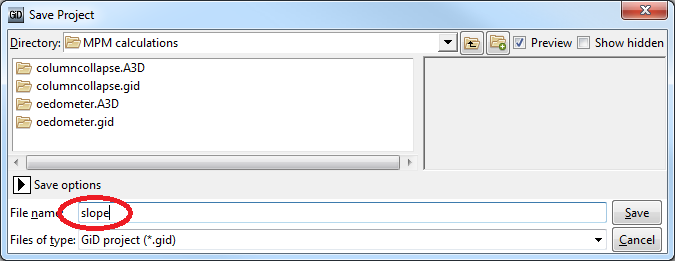 GiD Save Project
Directory: MPM calculations Preview Show hidden
columncollapse.A3D
columncollapse.gid
oedometer.A3D
oedometer.gid
Save options
File name: slope Save
Files of type: GiD project (*.gid) Cancel